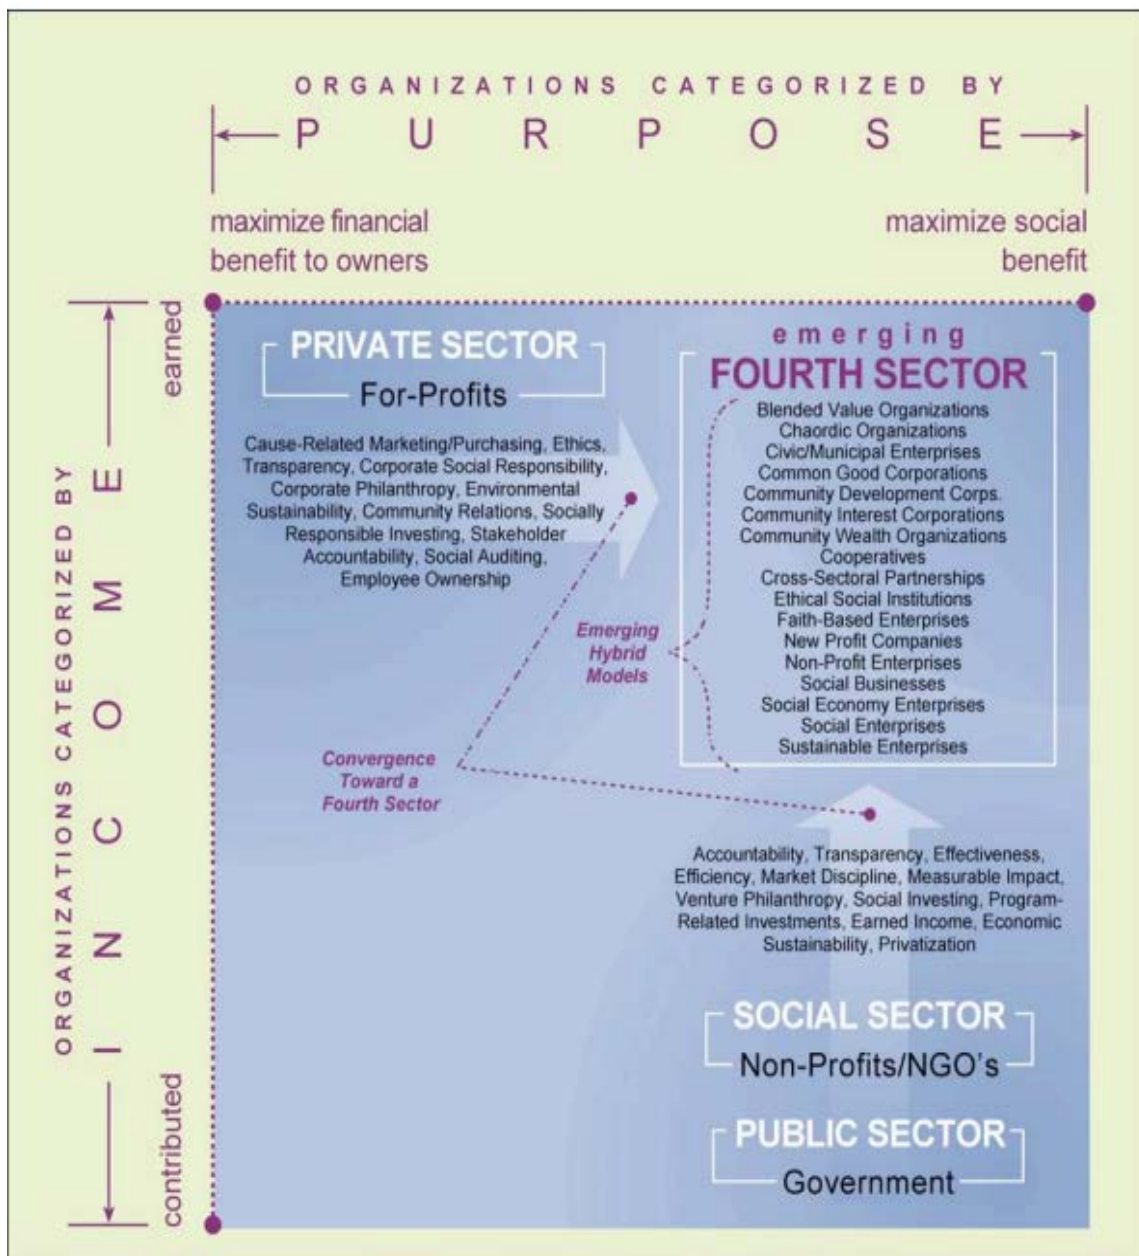 ORGANIZATIONS CATEGORIZED BY
PURPOSE
maximize financial
benefit to owners
maximize social
benefit
ORGANIZATIONS CATEGORIZED BY
INCOME
earned
contributed
PRIVATE SECTOR
For-Profits
Cause-Related Marketing/Purchasing, Ethics,
Transparency, Corporate Social Responsibility,
Corporate Philanthropy, Environmental
Sustainability, Community Relations, Socially
Responsible Investing, Stakeholder
Accountability, Social Auditing,
Employee Ownership
emerging
FOURTH SECTOR
Blended Value Organizations
Chaordic Organizations
Civic/Municipal Enterprises
Common Good Corporations
Community Development Corps.
Community Interest Corporations
Community Wealth Organizations
Cooperatives
Cross-Sectoral Partnerships
Ethical Social Institutions
Faith-Based Enterprises
New Profit Companies
Non-Profit Enterprises
Social Businesses
Social Economy Enterprises
Social Enterprises
Sustainable Enterprises
Emerging
Hybrid
Models
Convergence
Toward a
Fourth Sector
Accountability, Transparency, Effectiveness,
Efficiency, Market Discipline, Measurable Impact,
Venture Philanthropy, Social Investing, Program-
Related Investments, Earned Income, Economic
Sustainability, Privatization
SOCIAL SECTOR
Non-Profits/NGO's
PUBLIC SECTOR
Government